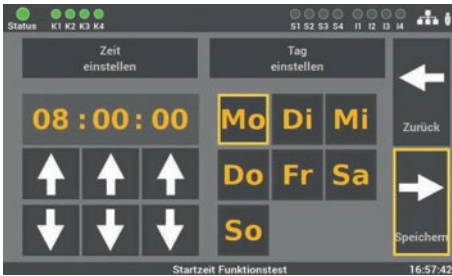 Status K1 K2 K3 K4 S1 S2 S3 S4 I1 I2 I3 I4
Zeit
einstellen
Tag
einstellen
08 : 00 : 00
Mo Di Mi
Do Fr Sa
So
Zurück
Speichern
Startzeit Funktionstest 16:57:42